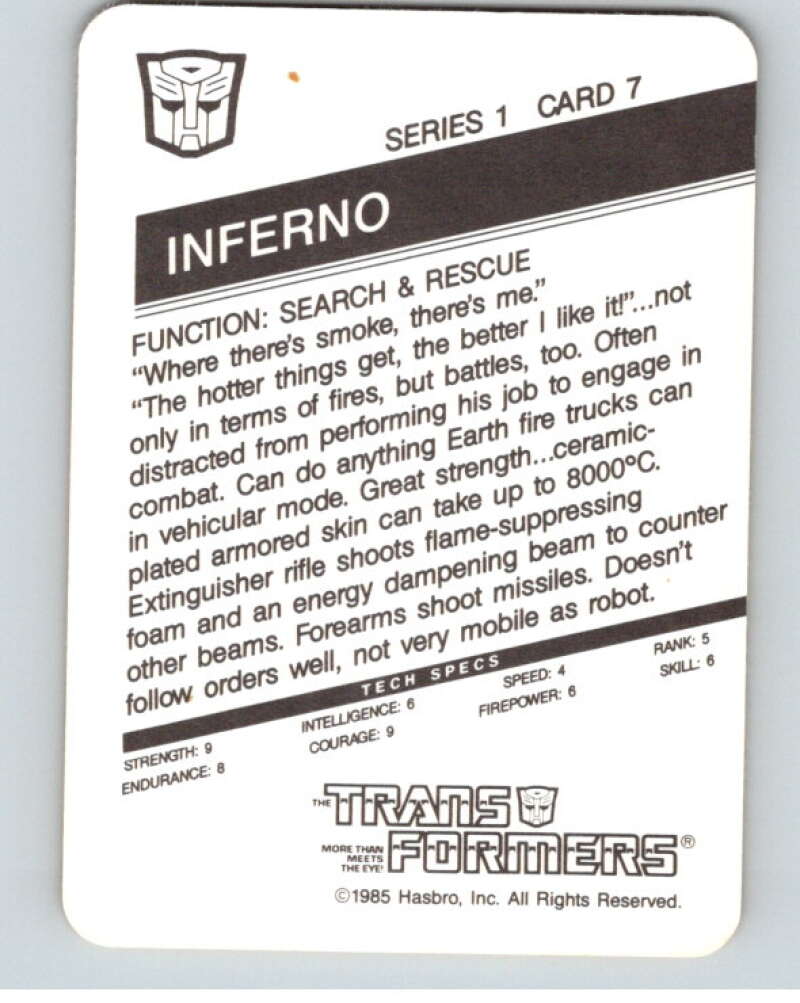 SERIES 1 CARD 7
INFERNO
FUNCTION: SEARCH & RESCUE
“Where there's smoke, there's me.”
“The hotter things get, the better I like it!”...not
only in terms of fires, but battles, too. Often
distracted from performing his job to engage in
combat. Can do anything Earth fire trucks can
in vehicular mode. Great strength...ceramic-
plated armored skin can take up to 8000°C.
Extinguisher rifle shoots flame-suppressing
foam and an energy dampening beam to counter
other beams. Forearms shoot missiles. Doesn't
follow orders well, not very mobile as robot.
TECH SPECS
STRENGTH: 9 INTELLIGENCE: 6 SPEED: 4 RANK: 5
ENDURANCE: 8 COURAGE: 9 FIREPOWER: 6 SKILL: 6
THE TRANSFORMERS®
MORE THAN
MEETS
THE EYE!
©1985 Hasbro, Inc. All Rights Reserved.